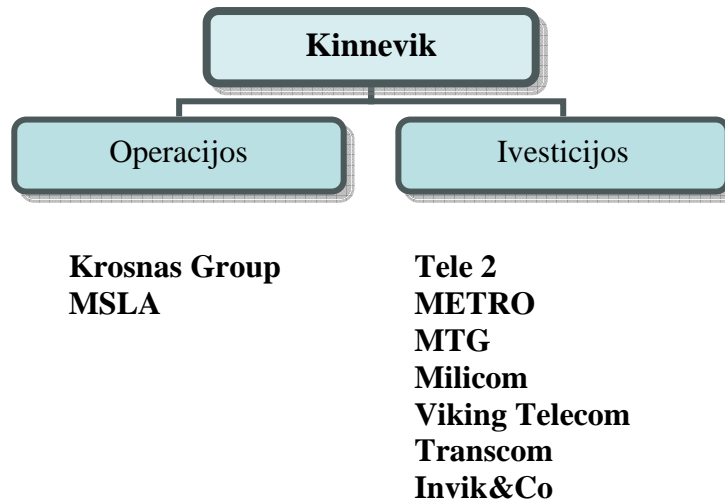 Kinnevik
Operacijos
Ivesticijos
Krosnas Group
MSLA
Tele 2
METRO
MTG
Milicom
Viking Telecom
Transcom
Invik&Co